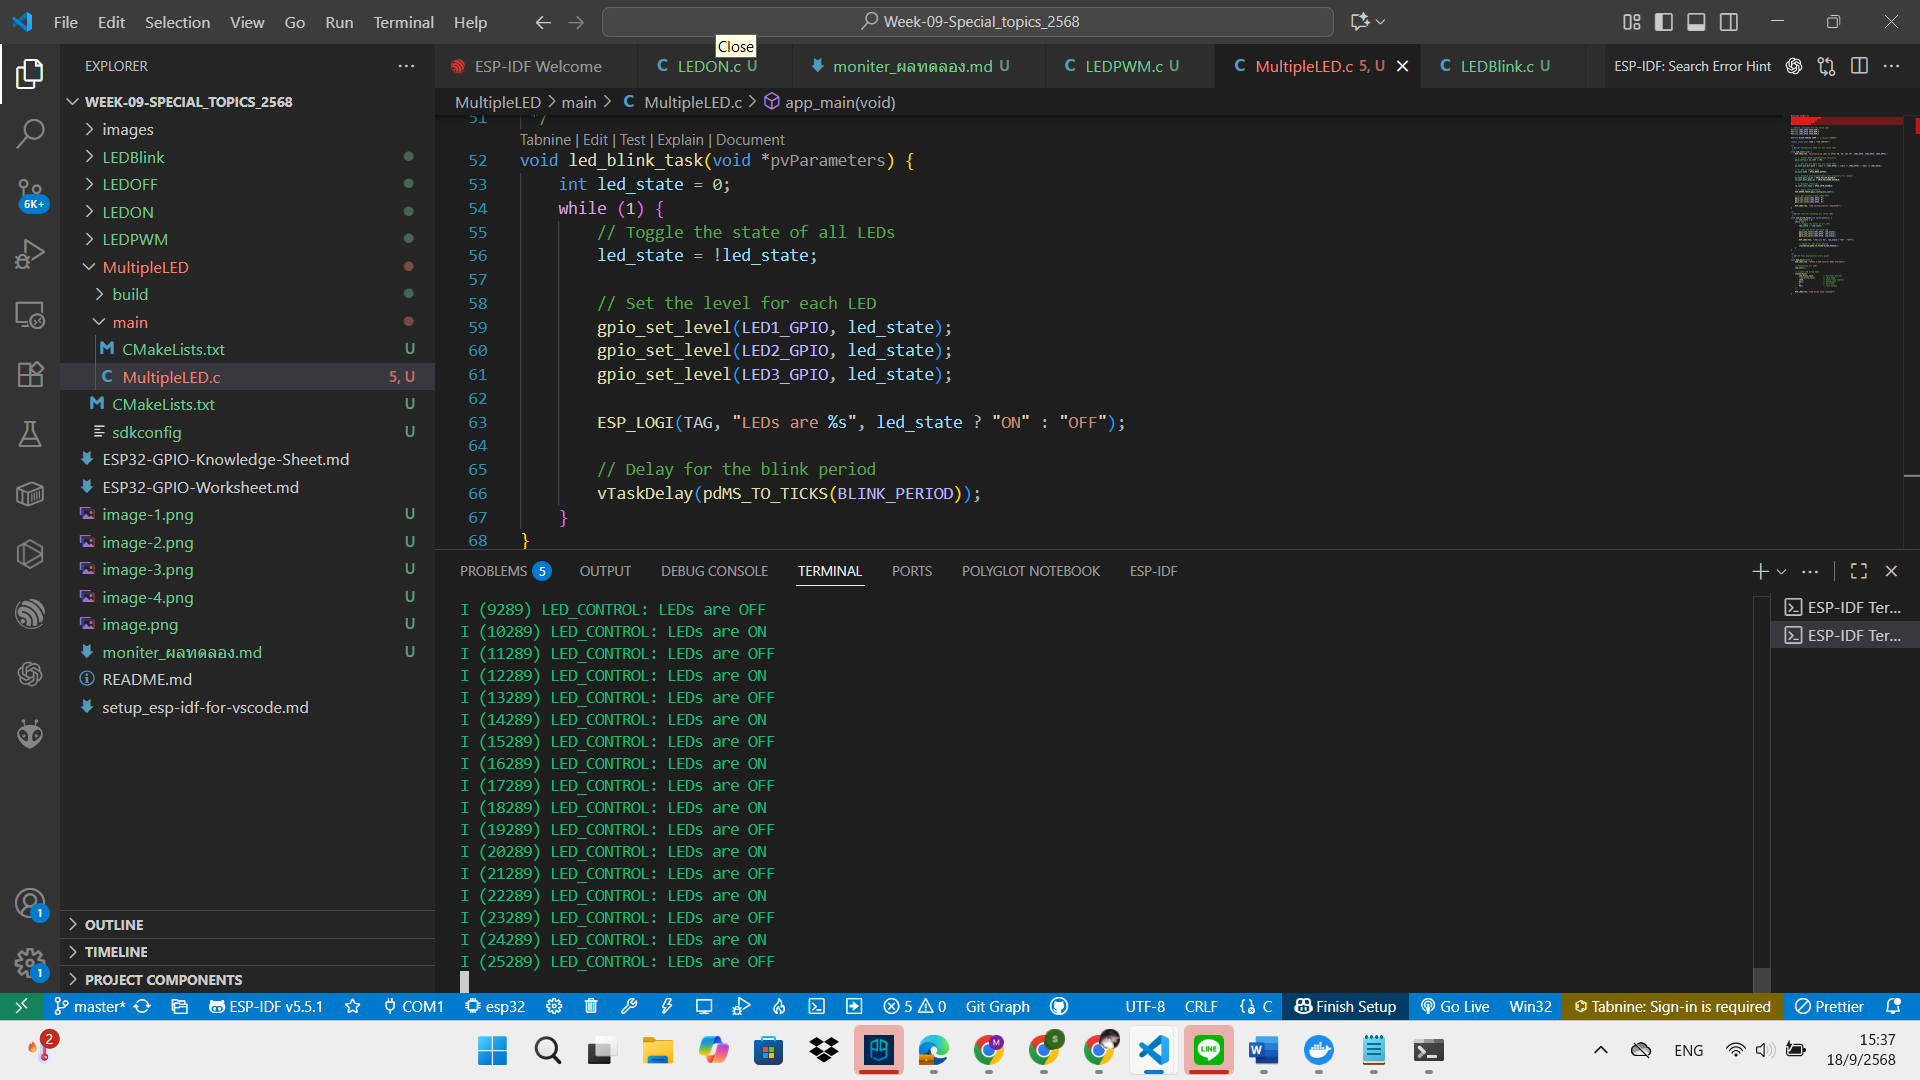 File Edit Selection View Go Run Terminal Help
Week-09-Special_topics_2568
Close
EXPLORER
ESP-IDF Welcome
LEDON.c U
moniter_ผลทดลอง.md U
LEDPWM.c U
MultipleLED.c 5, U
LEDBlink.c U
ESP-IDF: Search Error Hint
WEEK-09-SPECIAL_TOPICS_2568
images
LEDBlink
LEDOFF
LEDON
LEDPWM
MultipleLED
build
main
CMakeLists.txt U
MultipleLED.c 5, U
CMakeLists.txt U
sdkconfig U
ESP32-GPIO-Knowledge-Sheet.md
ESP32-GPIO-Worksheet.md
image-1.png U
image-2.png U
image-3.png U
image-4.png U
image.png U
moniter_ผลทดลอง.md U
README.md
setup_esp-idf-for-vscode.md
OUTLINE
TIMELINE
PROJECT COMPONENTS
6K+
1
1
MultipleLED > main > C MultipleLED.c > app_main(void)
51 */
Tabnine | Edit | Test | Explain | Document
52 void led_blink_task(void *pvParameters) {
53 int led_state = 0;
54 while (1) {
55 // Toggle the state of all LEDs
56 led_state = !led_state;
57
58 // Set the level for each LED
59 gpio_set_level(LED1_GPIO, led_state);
60 gpio_set_level(LED2_GPIO, led_state);
61 gpio_set_level(LED3_GPIO, led_state);
62
63 ESP_LOGI(TAG, "LEDs are %s", led_state ? "ON" : "OFF");
64
65 // Delay for the blink period
66 vTaskDelay(pdMS_TO_TICKS(BLINK_PERIOD));
67 }
68 }
PROBLEMS 5 OUTPUT DEBUG CONSOLE TERMINAL PORTS POLYGLOT NOTEBOOK ESP-IDF
I (9289) LED_CONTROL: LEDs are OFF
I (10289) LED_CONTROL: LEDs are ON
I (11289) LED_CONTROL: LEDs are OFF
I (12289) LED_CONTROL: LEDs are ON
I (13289) LED_CONTROL: LEDs are OFF
I (14289) LED_CONTROL: LEDs are ON
I (15289) LED_CONTROL: LEDs are OFF
I (16289) LED_CONTROL: LEDs are ON
I (17289) LED_CONTROL: LEDs are OFF
I (18289) LED_CONTROL: LEDs are ON
I (19289) LED_CONTROL: LEDs are OFF
I (20289) LED_CONTROL: LEDs are ON
I (21289) LED_CONTROL: LEDs are OFF
I (22289) LED_CONTROL: LEDs are ON
I (23289) LED_CONTROL: LEDs are OFF
I (24289) LED_CONTROL: LEDs are ON
I (25289) LED_CONTROL: LEDs are OFF
ESP-IDF Ter...
ESP-IDF Ter...
master* ESP-IDF v5.5.1 COM1 esp32 5 0 Git Graph UTF-8 CRLF {} C Finish Setup Go Live Win32 Tabnine: Sign-in is required Prettier
2
ENG
15:37
18/9/2568